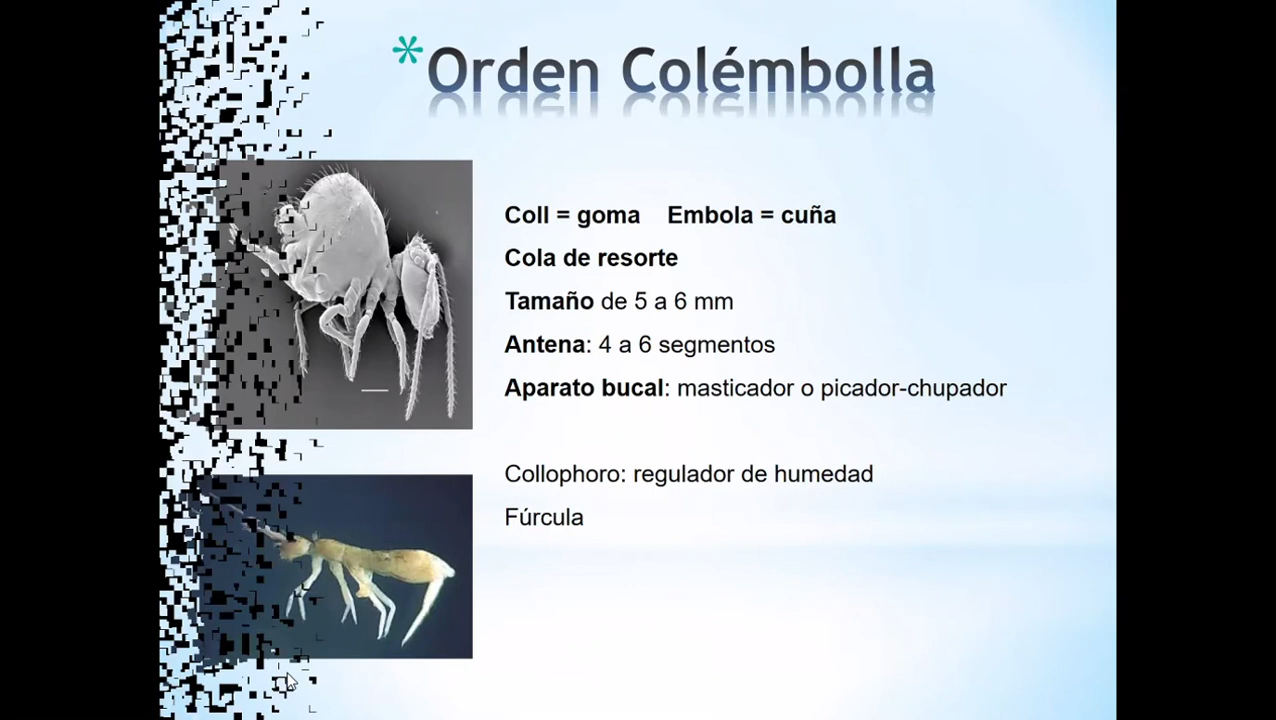 *Orden Colémbolla
Coll = goma Embola = cuña
Cola de resorte
Tamaño de 5 a 6 mm
Antena: 4 a 6 segmentos
Aparato bucal: masticador o picador-chupador
Collophoro: regulador de humedad
Fúrcula